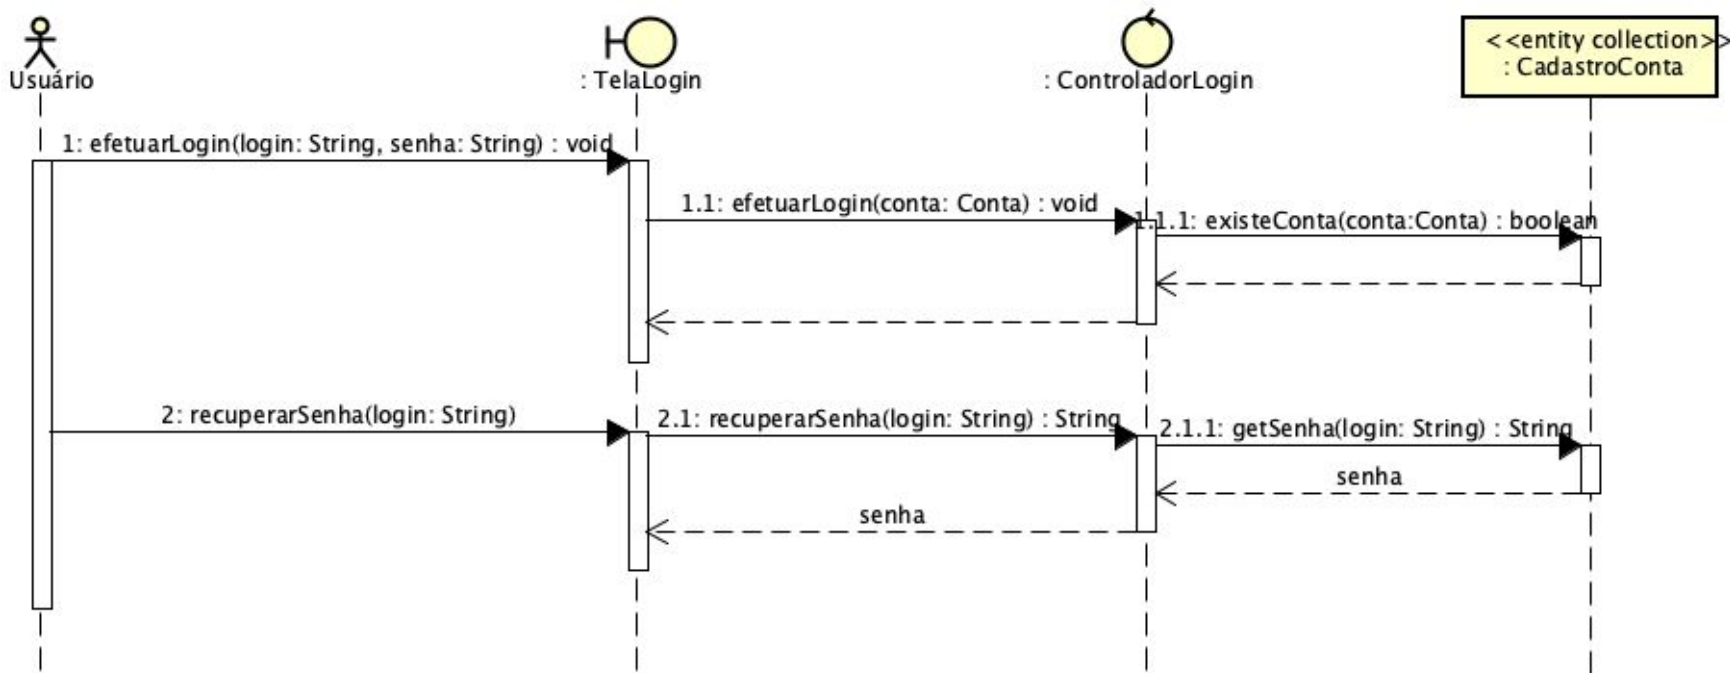 Usuário
: TelaLogin
: ControladorLogin
<<entity collection>>
: CadastroConta
1: efetuarLogin(login: String, senha: String) : void
1.1: efetuarLogin(conta: Conta) : void
1.1.1: existeConta(conta:Conta) : boolean
2: recuperarSenha(login: String)
2.1: recuperarSenha(login: String) : String
2.1.1: getSenha(login: String) : String
senha
senha